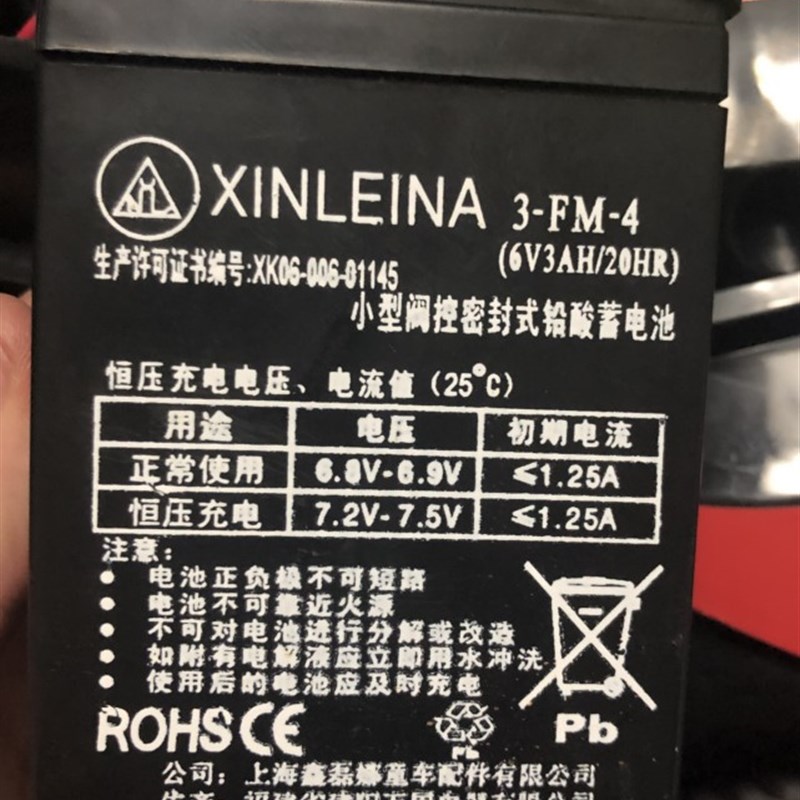 XINLEINA 3-FM-4
(6V3AH/20HR)
生产许可证书编号:XK06-006-01145
小型阀控密封式铅酸蓄电池
恒压充电电压、电流值(25°C)
用途 电压 初期电流
正常使用 6.8V-6.9V ≤1.25A
恒压充电 7.2V-7.5V ≤1.25A
注意:
• 电池正负极不可短路
• 电池不可靠近火源
• 不可对电池进行分解或改造
• 如附有电解液应立即用水冲洗
• 使用后的电池应及时充电
ROHS CE
Pb
Pb
公司:上海鑫磊娜童车配件有限公司